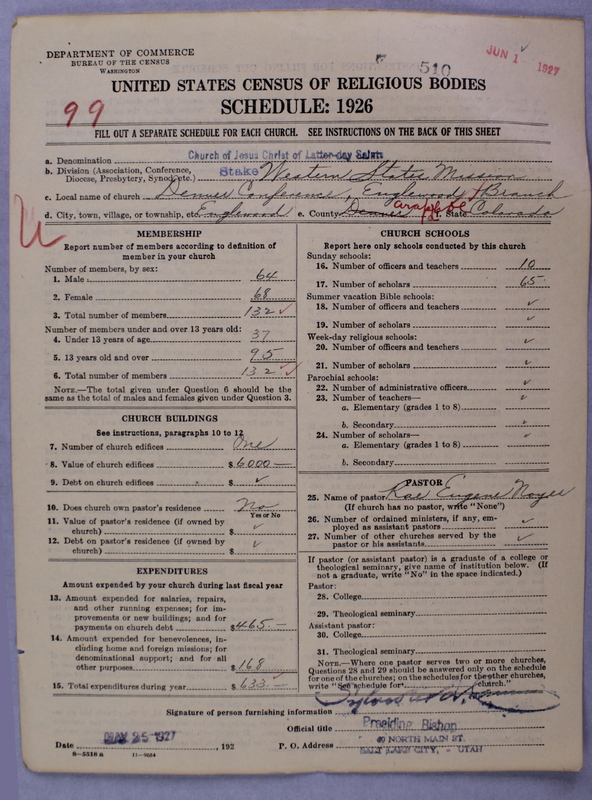 DEPARTMENT OF COMMERCE
BUREAU OF THE CENSUS
WASHINGTON
510
JUN 1 1927
UNITED STATES CENSUS OF RELIGIOUS BODIES
SCHEDULE: 1926
99
FILL OUT A SEPARATE SCHEDULE FOR EACH CHURCH. SEE INSTRUCTIONS ON THE BACK OF THIS SHEET
a. Denomination Church of Jesus Christ of Latter-day Saints
b. Division (Association, Conference, Diocese, Presbytery, Synod, etc.) Stake Western States Mission
c. Local name of church Denver Conference, Englewood Branch
d. City, town, village, or township, etc. Englewood e. County Denver Arapahoe f. State Colorado
MEMBERSHIP
Report number of members according to definition of
member in your church
Number of members, by sex:
1. Male 64
2. Female 68
3. Total number of members 132 ✓
Number of members under and over 13 years old:
4. Under 13 years of age 37
5. 13 years old and over 95
6. Total number of members 132 ✓
NOTE.—The total given under Question 6 should be the
same as the total of males and females given under Question 3.
CHURCH BUILDINGS
See instructions, paragraphs 10 to 12
7. Number of church edifices One
8. Value of church edifices $ 6000 —
9. Debt on church edifices $ ✓
10. Does church own pastor's residence No
Yes or No
11. Value of pastor's residence (if owned by
church) $ ✓
12. Debt on pastor's residence (if owned by
church) $ ✓
EXPENDITURES
Amount expended by your church during last fiscal year
13. Amount expended for salaries, repairs,
and other running expenses; for im-
provements or new buildings; and for
payments on church debt $ 465 —
14. Amount expended for benevolences, in-
cluding home and foreign missions; for
denominational support; and for all
other purposes $ 168
15. Total expenditures during year $ 633 —
CHURCH SCHOOLS
Report here only schools conducted by this church
Sunday schools:
16. Number of officers and teachers 10
17. Number of scholars 65
Summer vacation Bible schools:
18. Number of officers and teachers ✓
19. Number of scholars ✓
Week-day religious schools:
20. Number of officers and teachers ✓
21. Number of scholars ✓
Parochial schools:
22. Number of administrative officers ✓
23. Number of teachers— ✓
a. Elementary (grades 1 to 8)
b. Secondary ✓
24. Number of scholars— ✓
a. Elementary (grades 1 to 8)
b. Secondary
PASTOR
25. Name of pastor Rae Eugene Noyes
(If church has no pastor, write "None")
26. Number of ordained ministers, if any, em-
ployed as assistant pastors ✓
27. Number of other churches served by the
pastor or his assistants ✓
If pastor (or assistant pastor) is a graduate of a college or
theological seminary, give name of institution below. (If
not a graduate, write "No" in the space indicated.)
Pastor:
28. College
29. Theological seminary
Assistant pastor:
30. College
31. Theological seminary
NOTE.—Where one pastor serves two or more churches,
Questions 28 and 29 should be answered only on the schedule
for one of the churches; on the schedules for the other churches,
write "See schedule for church."
Signature of person furnishing information
Official title Presiding Bishop
Date MAY 25 1927, 192 P. O. Address 40 NORTH MAIN ST.
SALT LAKE CITY, - UTAH
8—5516 a 11—9684